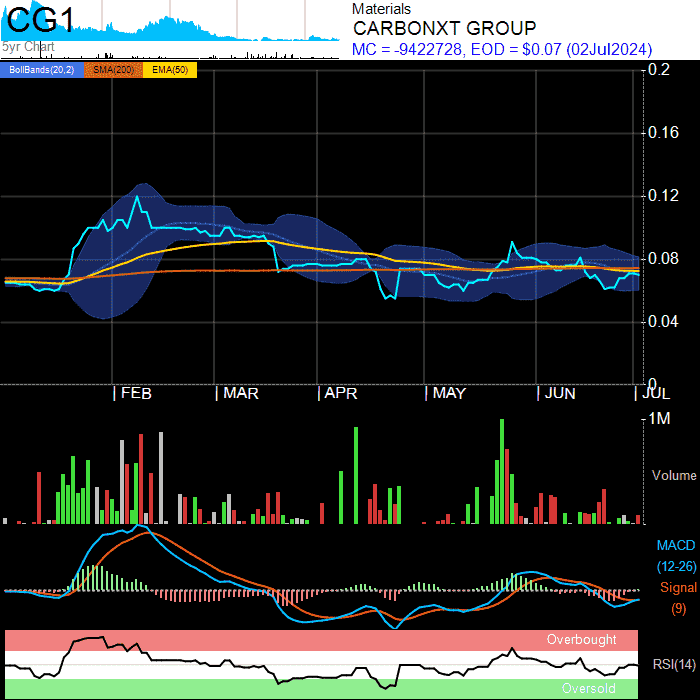 CG1
5yr Chart
Materials
CARBONXT GROUP
MC = -9422728, EOD = $0.07 (02Jul2024)
BollBands(20,2) SMA(200) EMA(50)
0.2
0.16
0.12
0.08
0.04
0
FEB MAR APR MAY JUN JUL
1M
Volume
MACD
(12-26)
Signal
(9)
Overbought
RSI(14)
Oversold